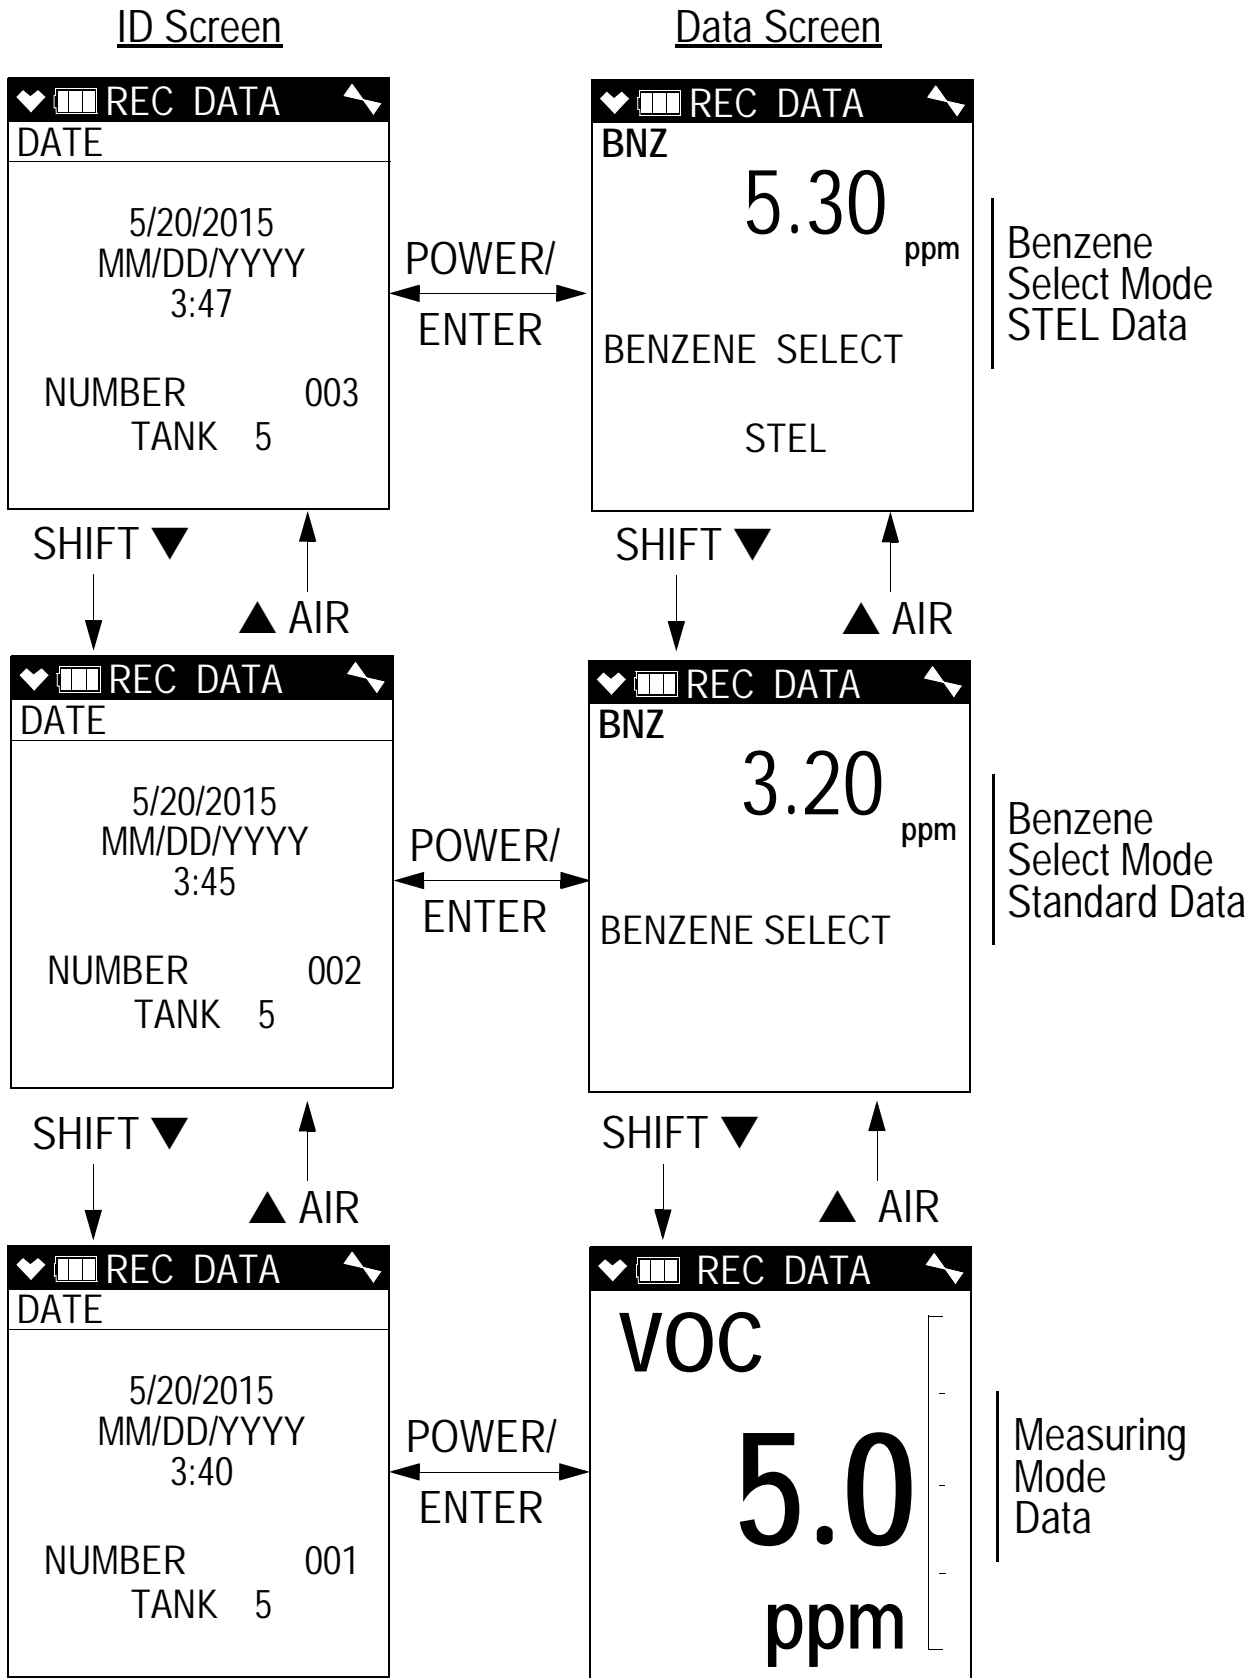 ID Screen
Data Screen
REC DATA
DATE
5/20/2015
MM/DD/YYYY
3:47
NUMBER 003
TANK 5
POWER/
ENTER
REC DATA
BNZ
5.30
ppm
BENZENE SELECT
STEL
Benzene
Select Mode
STEL Data
SHIFT ▼
▲ AIR
SHIFT ▼
▲ AIR
REC DATA
DATE
5/20/2015
MM/DD/YYYY
3:45
NUMBER 002
TANK 5
POWER/
ENTER
REC DATA
BNZ
3.20
ppm
BENZENE SELECT
Benzene
Select Mode
Standard Data
SHIFT ▼
▲ AIR
SHIFT ▼
▲ AIR
REC DATA
DATE
5/20/2015
MM/DD/YYYY
3:40
NUMBER 001
TANK 5
POWER/
ENTER
REC DATA
VOC
5.0
ppm
Measuring
Mode
Data